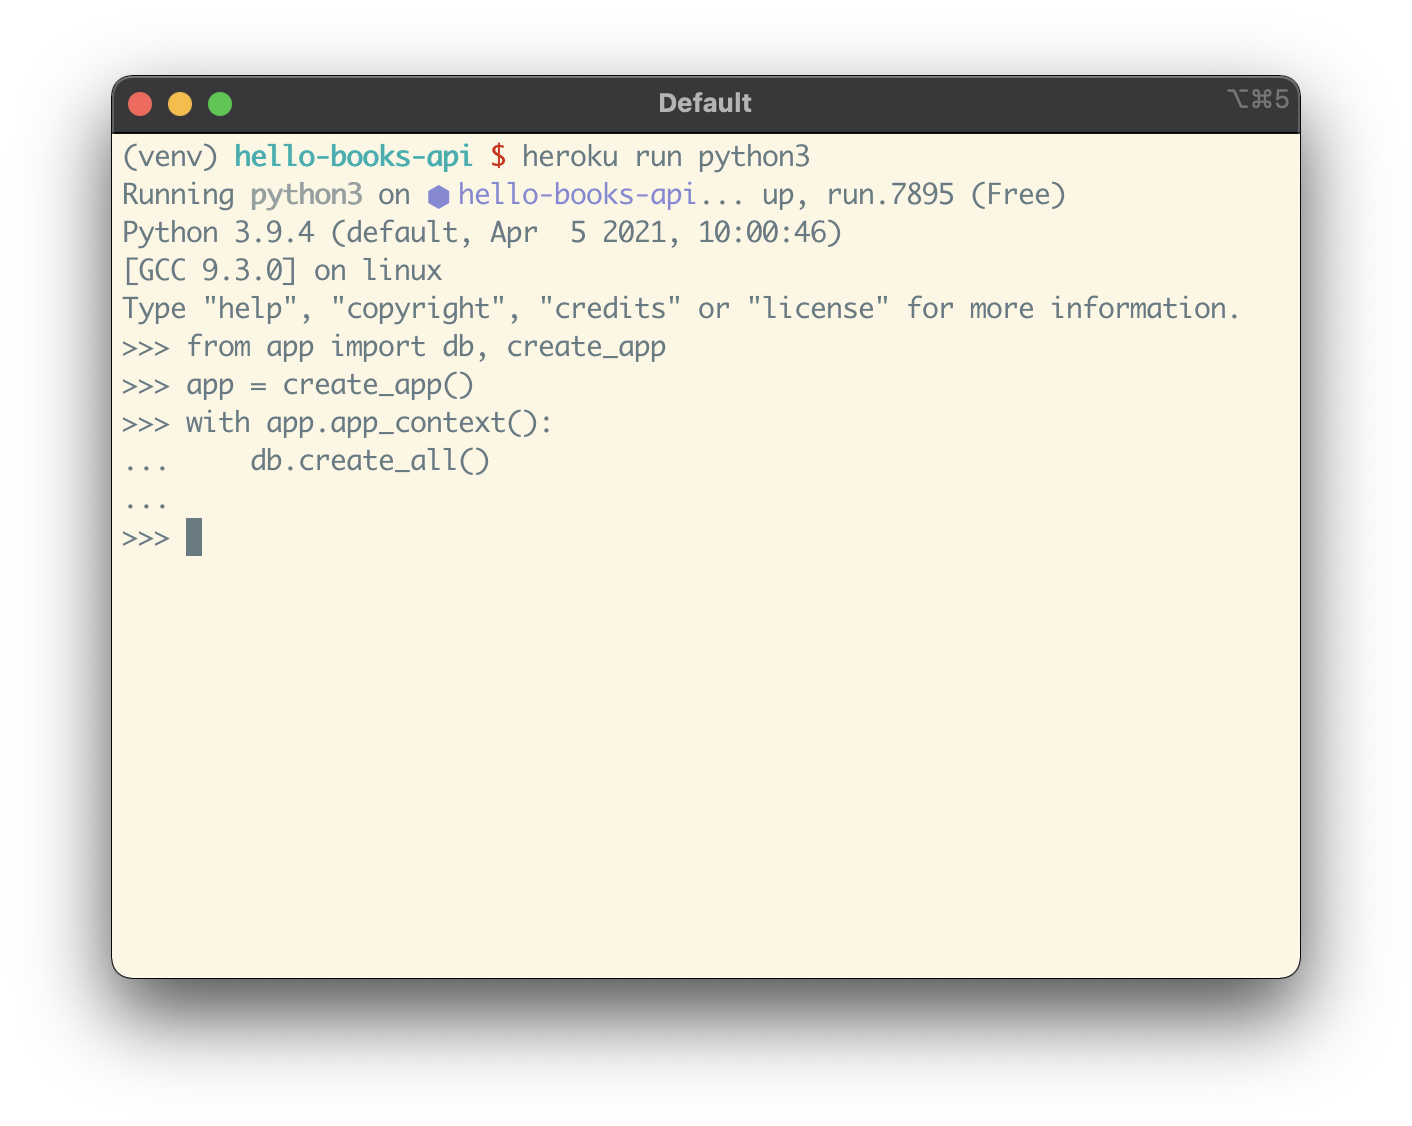 Default
⌥⌘5
(venv) hello-books-api $ heroku run python3
Running python3 on ⬢ hello-books-api... up, run.7895 (Free)
Python 3.9.4 (default, Apr  5 2021, 10:00:46)
[GCC 9.3.0] on linux
Type "help", "copyright", "credits" or "license" for more information.
>>> from app import db, create_app
>>> app = create_app()
>>> with app.app_context():
...     db.create_all()
...
>>>